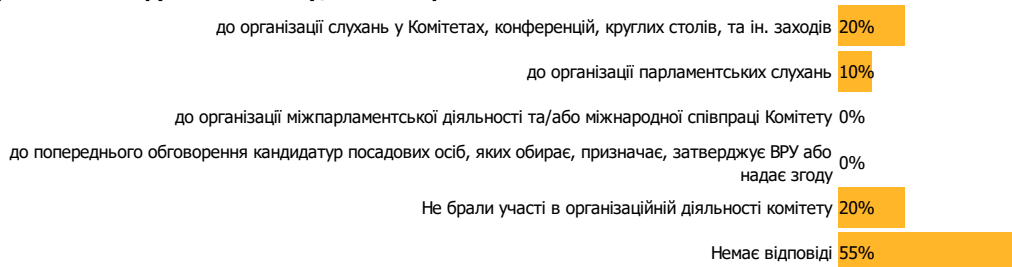 до організації слухань у Комітетах, конференцій, круглих столів, та ін. заходів 20%
до організації парламентських слухань 10%
до організації міжпарламентської діяльності та/або міжнародної співпраці Комітету 0%
до попереднього обговорення кандидатур посадових осіб, яких обирає, призначає, затверджує ВРУ або
надає згоду 0%
Не брали участі в організаційній діяльності комітету 20%
Немає відповіді 55%